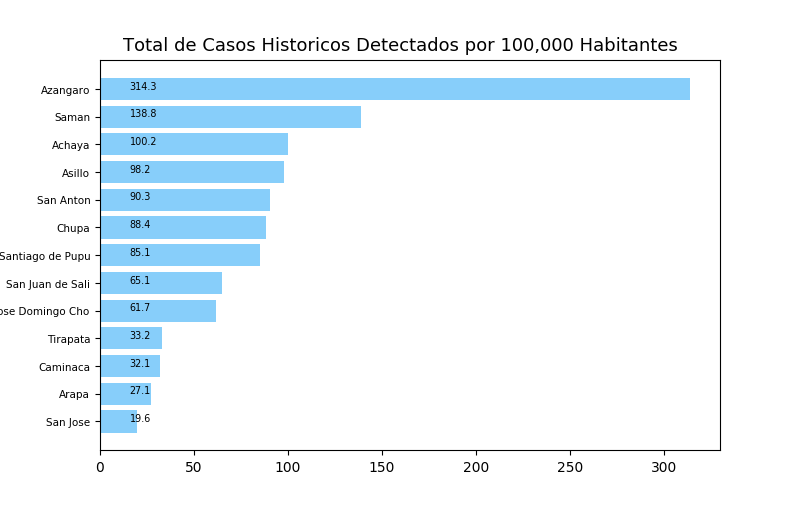 Total de Casos Historicos Detectados por 100,000 Habitantes
Azangaro 314.3
Saman 138.8
Achaya 100.2
Asillo 98.2
San Anton 90.3
Chupa 88.4
Santiago de Pupu 85.1
San Juan de Sali 65.1
ose Domingo Cho 61.7
Tirapata 33.2
Caminaca 32.1
Arapa 27.1
San Jose 19.6
0 50 100 150 200 250 300